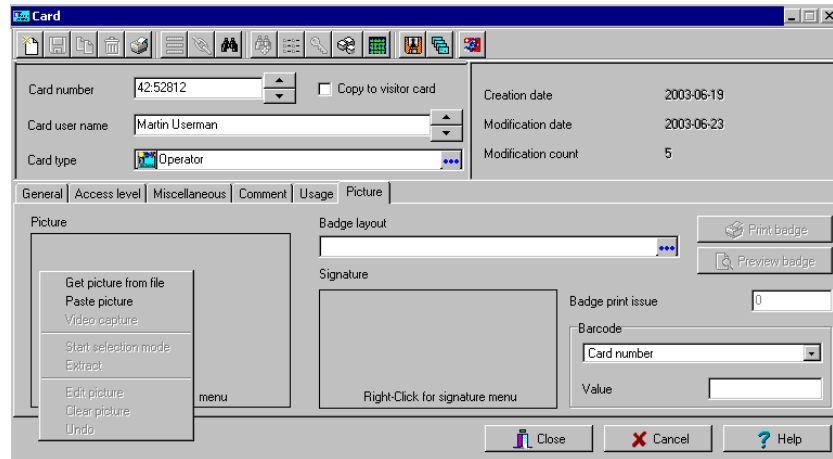 Card
Card number
42:52812
Copy to visitor card
Card user name
Martin Userman
Card type
Operator
Creation date
2003-06-19
Modification date
2003-06-23
Modification count
5
General
Access level
Miscellaneous
Comment
Usage
Picture
Picture
Get picture from file
Paste picture
Video capture
Start selection mode
Extract
Edit picture
Clear picture
Undo
menu
Badge layout
Print badge
Preview badge
Signature
Right-Click for signature menu
Badge print issue
0
Barcode
Card number
Value
Close
Cancel
Help